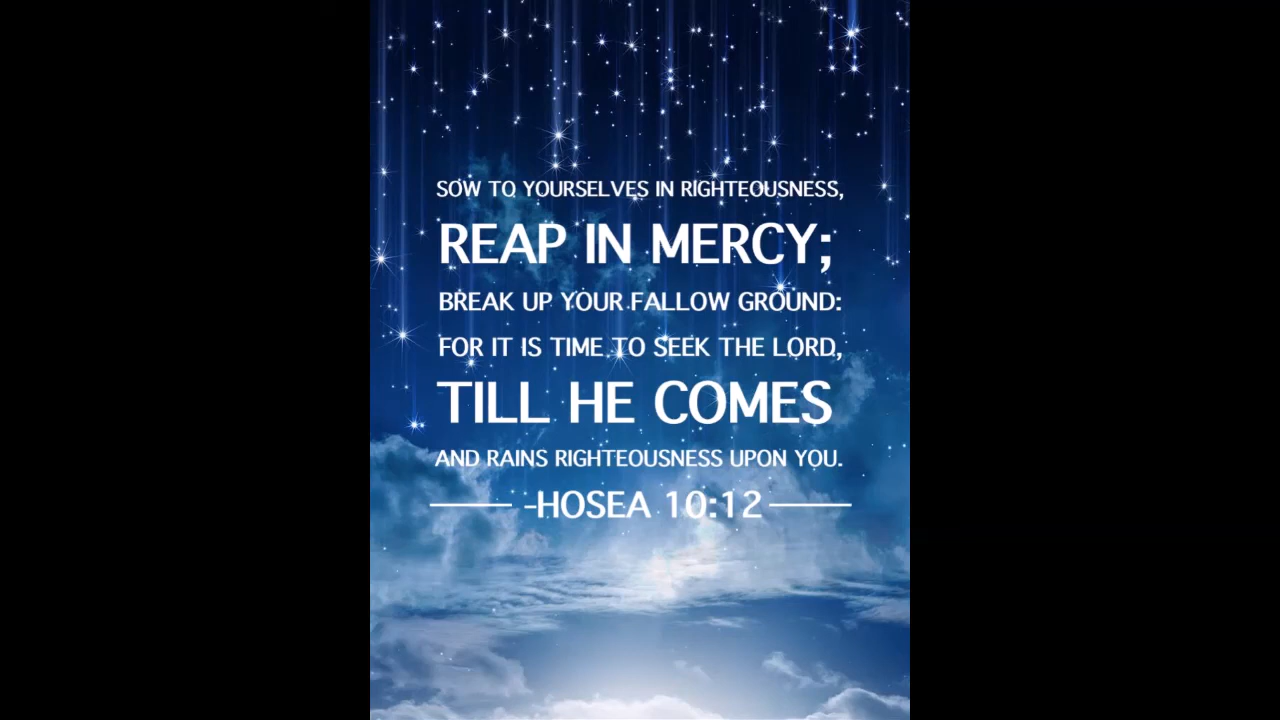 SOW TO YOURSELVES IN RIGHTEOUSNESS,
REAP IN MERCY;
BREAK UP YOUR FALLOW GROUND:
FOR IT IS TIME TO SEEK THE LORD,
TILL HE COMES
AND RAINS RIGHTEOUSNESS UPON YOU.
-HOSEA 10:12